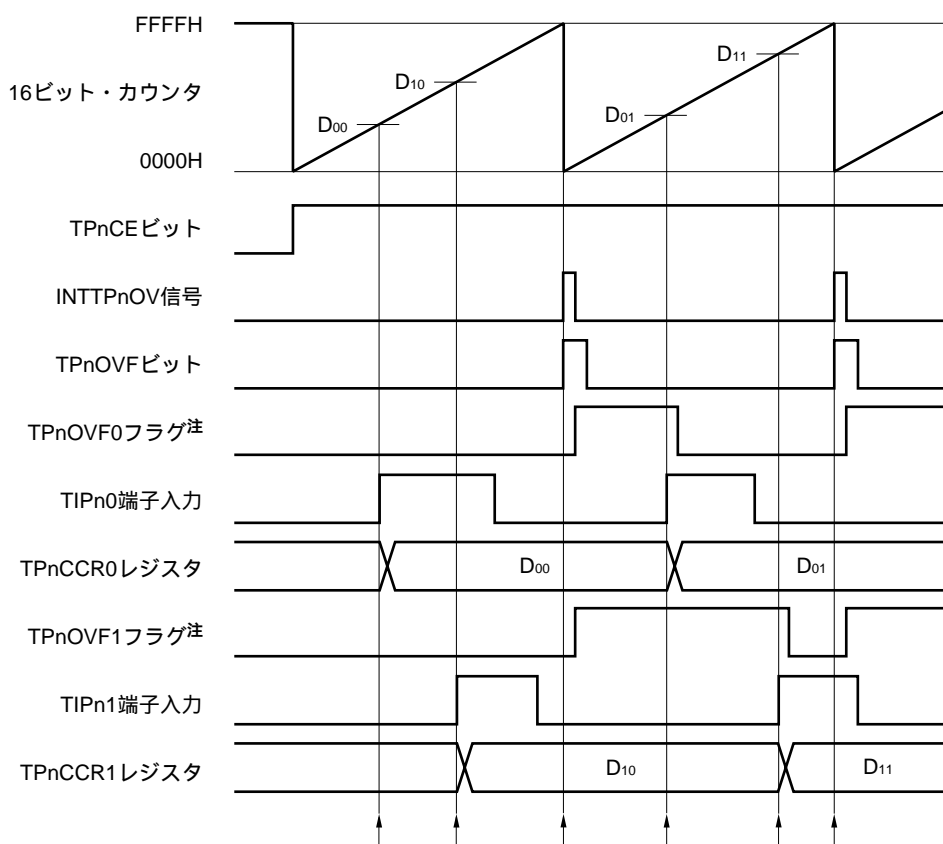 FFFFH
16ビット・カウンタ
0000H
D00
D10
D01
D11
TPnCEビット
INTTPnOV信号
TPnOVFビット
TPnOVF0フラグ注
TIPn0端子入力
TPnCCR0レジスタ
D00
D01
TPnOVF1フラグ注
TIPn1端子入力
TPnCCR1レジスタ
D10
D11